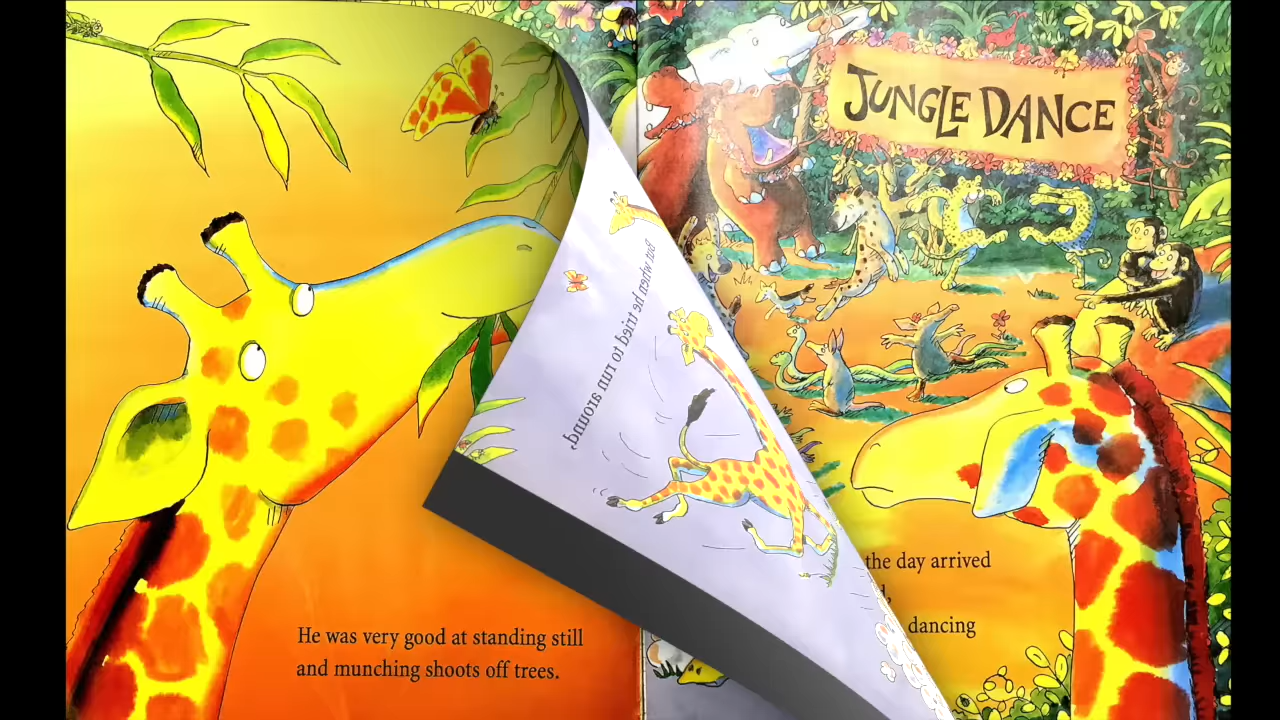 He was very good at standing still
and munching shoots off trees.
But when he tried to run around,
JUNGLE DANCE
the day arrived
dancing